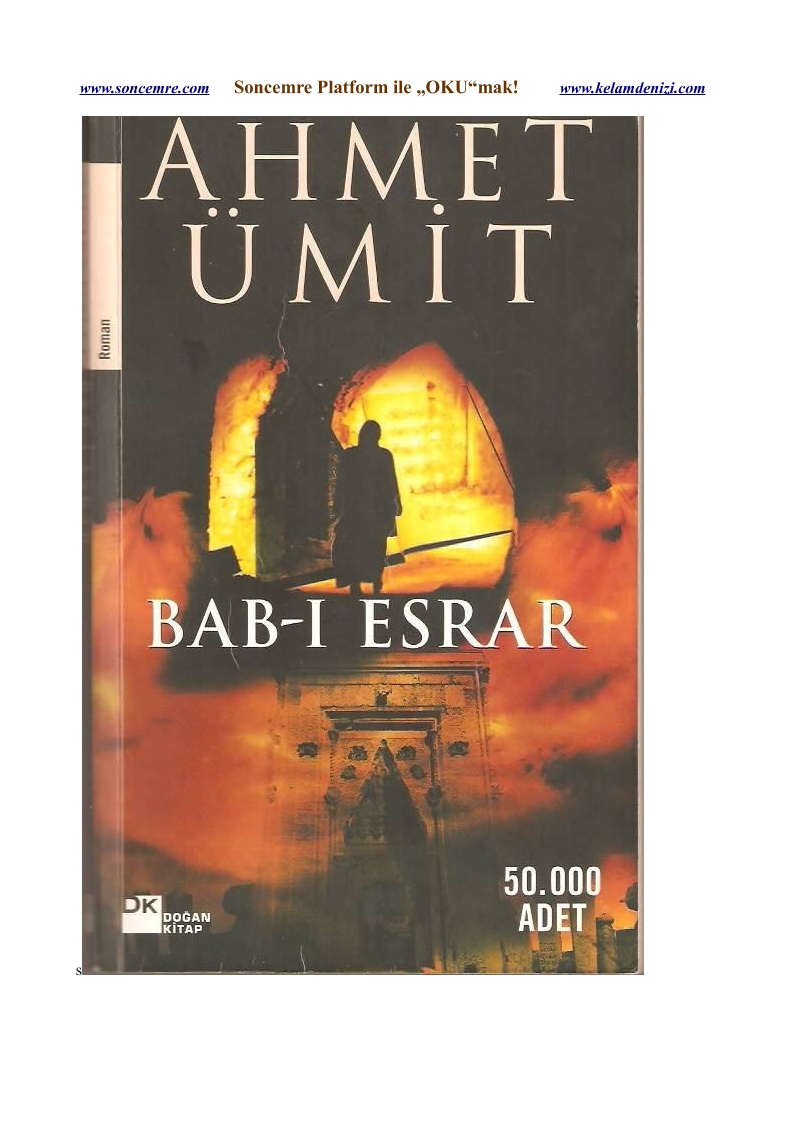 www.soncemre.com Soncemre Platform ile „OKU“mak! www.kelamdenizi.com
AHMET
ÜMİT
Roman
BAB-I ESRAR
50.000
ADET
DK
DOĞAN
KİTAP
s